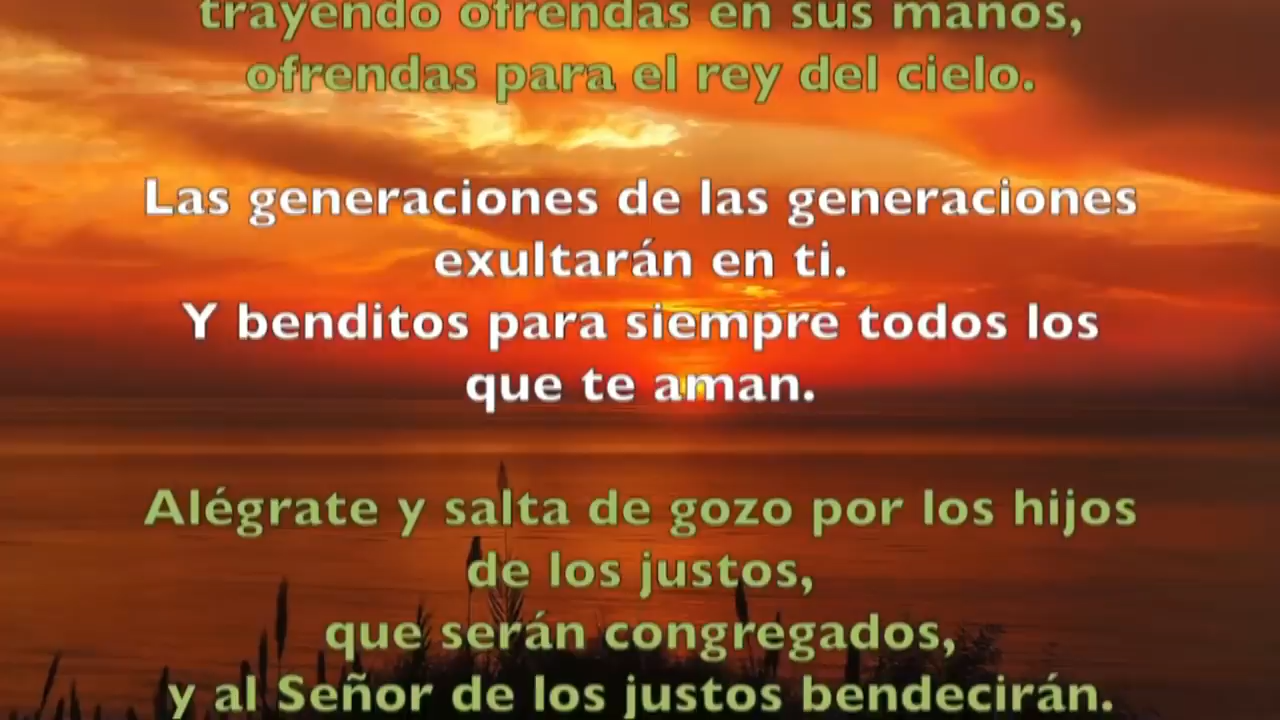 trayendo ofrendas en sus manos,
ofrendas para el rey del cielo.
Las generaciones de las generaciones
exultarán en ti.
Y benditos para siempre todos los
que te aman.
Alégrate y salta de gozo por los hijos
de los justos,
que serán congregados,
y al Señor de los justos bendecirán.